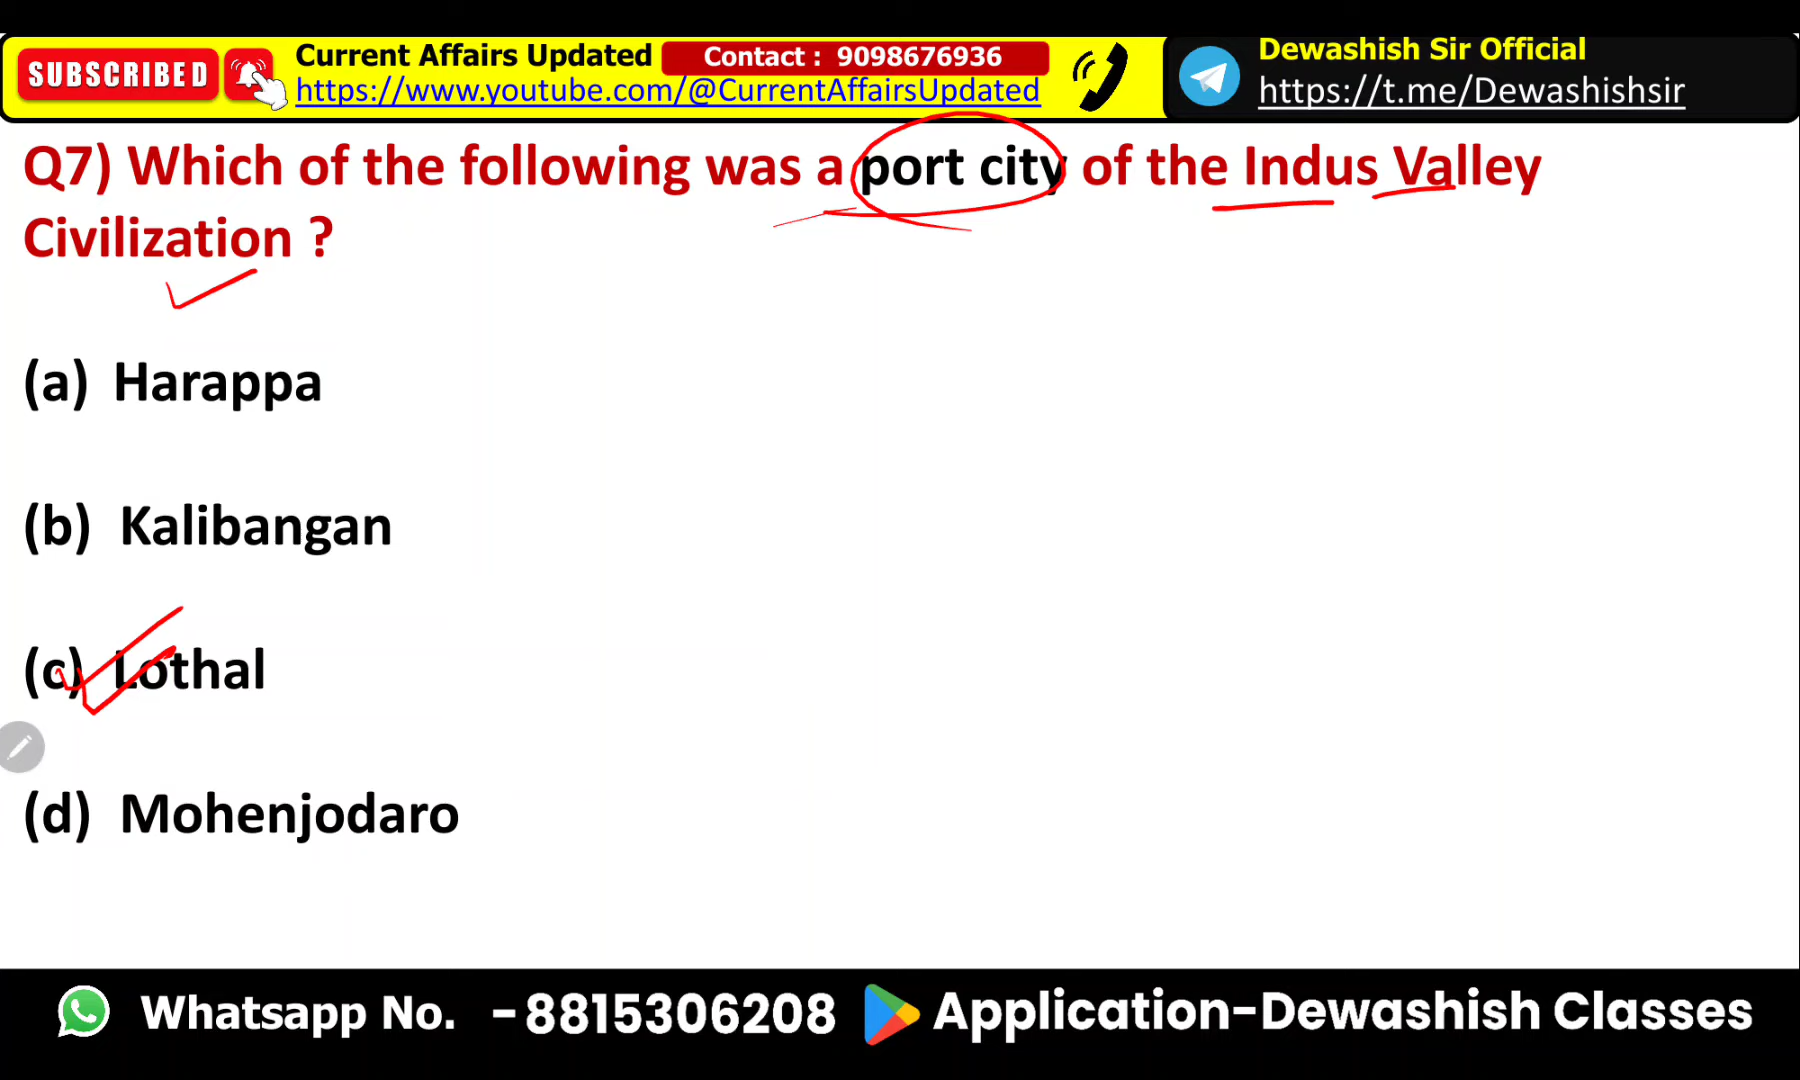 SUBSCRIBED
Current Affairs Updated
Contact : 9098676936
https://www.youtube.com/@CurrentAffairsUpdated
Dewashish Sir Official
https://t.me/Dewashishsir
Q7) Which of the following was a port city of the Indus Valley
Civilization ?
(a) Harappa
(b) Kalibangan
(c) Lothal
(d) Mohenjodaro
Whatsapp No. -8815306208
Application-Dewashish Classes